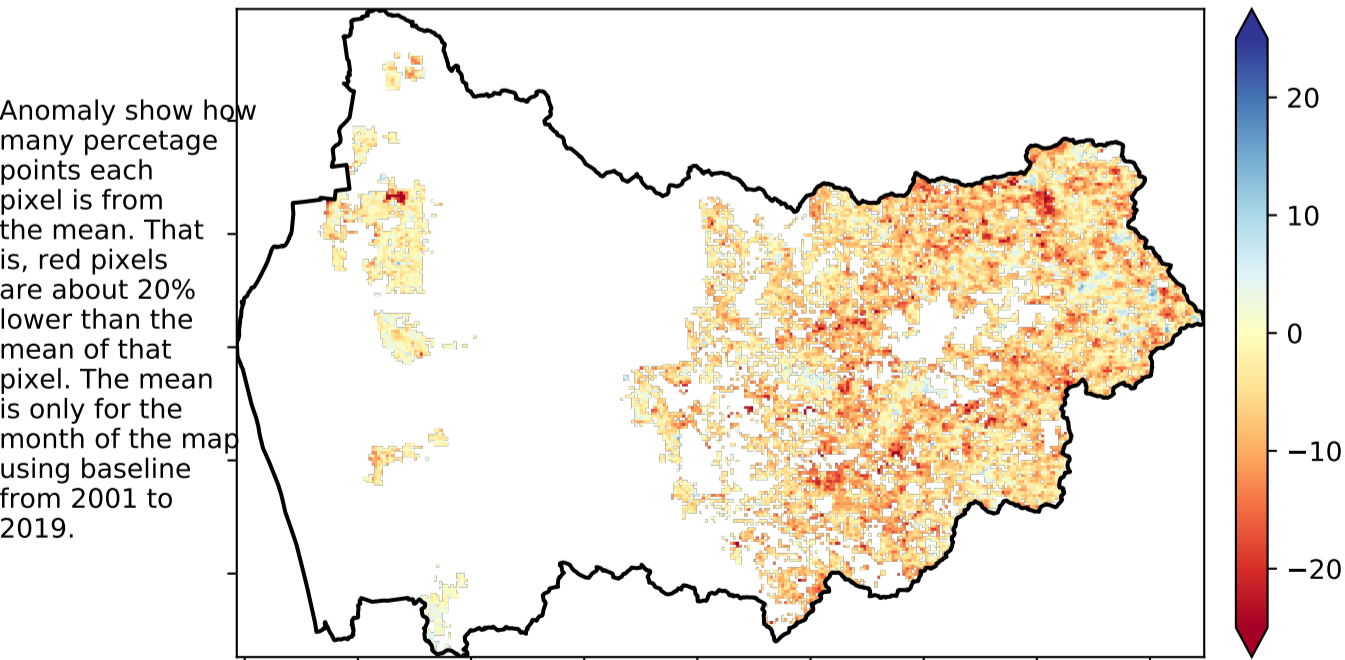 Anomaly show how
many percetage
points each
pixel is from
the mean. That
is, red pixels
are about 20%
lower than the
mean of that
pixel. The mean
is only for the
month of the map
using baseline
from 2001 to
2019.
20
10
0
−10
−20